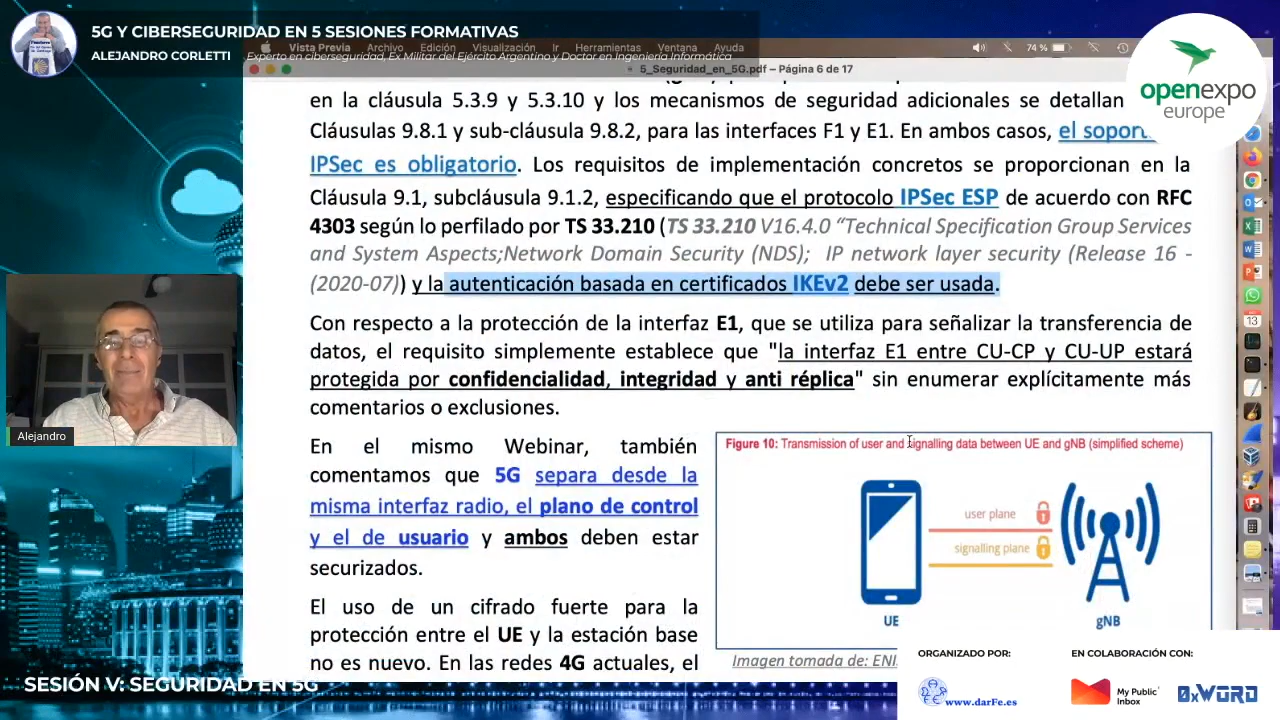 5G Y CIBERSEGURIDAD EN 5 SESIONES FORMATIVAS
ALEJANDRO CORLETTI Experto en ciberseguridad, Ex Militar del Ejército Argentino y Doctor en Ingeniería Informática
Vista Previa Archivo Edición Visualización Ir Herramientas Ventana Ayuda
74 %
5_Seguridad_en_5G.pdf – Página 6 de 17
openexpo
europe
en la cláusula 5.3.9 y 5.3.10 y los mecanismos de seguridad adicionales se detallan
Cláusulas 9.8.1 y sub-cláusula 9.8.2, para las interfaces F1 y E1. En ambos casos, el
IPSec es obligatorio. Los requisitos de implementación concretos se proporcionan en la
Cláusula 9.1, subcláusula 9.1.2, especificando que el protocolo IPSec ESP de acuerdo con RFC
4303 según lo perfilado por TS 33.210 (TS 33.210 V16.4.0 “Technical Specification Group Services
and System Aspects;Network Domain Security (NDS); IP network layer security (Release 16 -
(2020-07)) y la autenticación basada en certificados IKEv2 debe ser usada.
Con respecto a la protección de la interfaz E1, que se utiliza para señalizar la transferencia de
datos, el requisito simplemente establece que "la interfaz E1 entre CU-CP y CU-UP estará
protegida por confidencialidad, integridad y anti réplica" sin enumerar explícitamente más
comentarios o exclusiones.
En el mismo Webinar, también
comentamos que 5G separa desde la
misma interfaz radio, el plano de control
y el de usuario y ambos deben estar
securizados.
El uso de un cifrado fuerte para la
protección entre el UE y la estación base
no es nuevo. En las redes 4G actuales, el
Figure 10: Transmission of user and signalling data between UE and gNB (simplified scheme)
user plane
signalling plane
UE
gNB
Imagen tomada de:
Alejandro
13
SESIÓN V: SEGURIDAD EN 5G
ORGANIZADO POR:
www.darFe.es
EN COLABORACIÓN CON:
My Public
Inbox
0xWORD